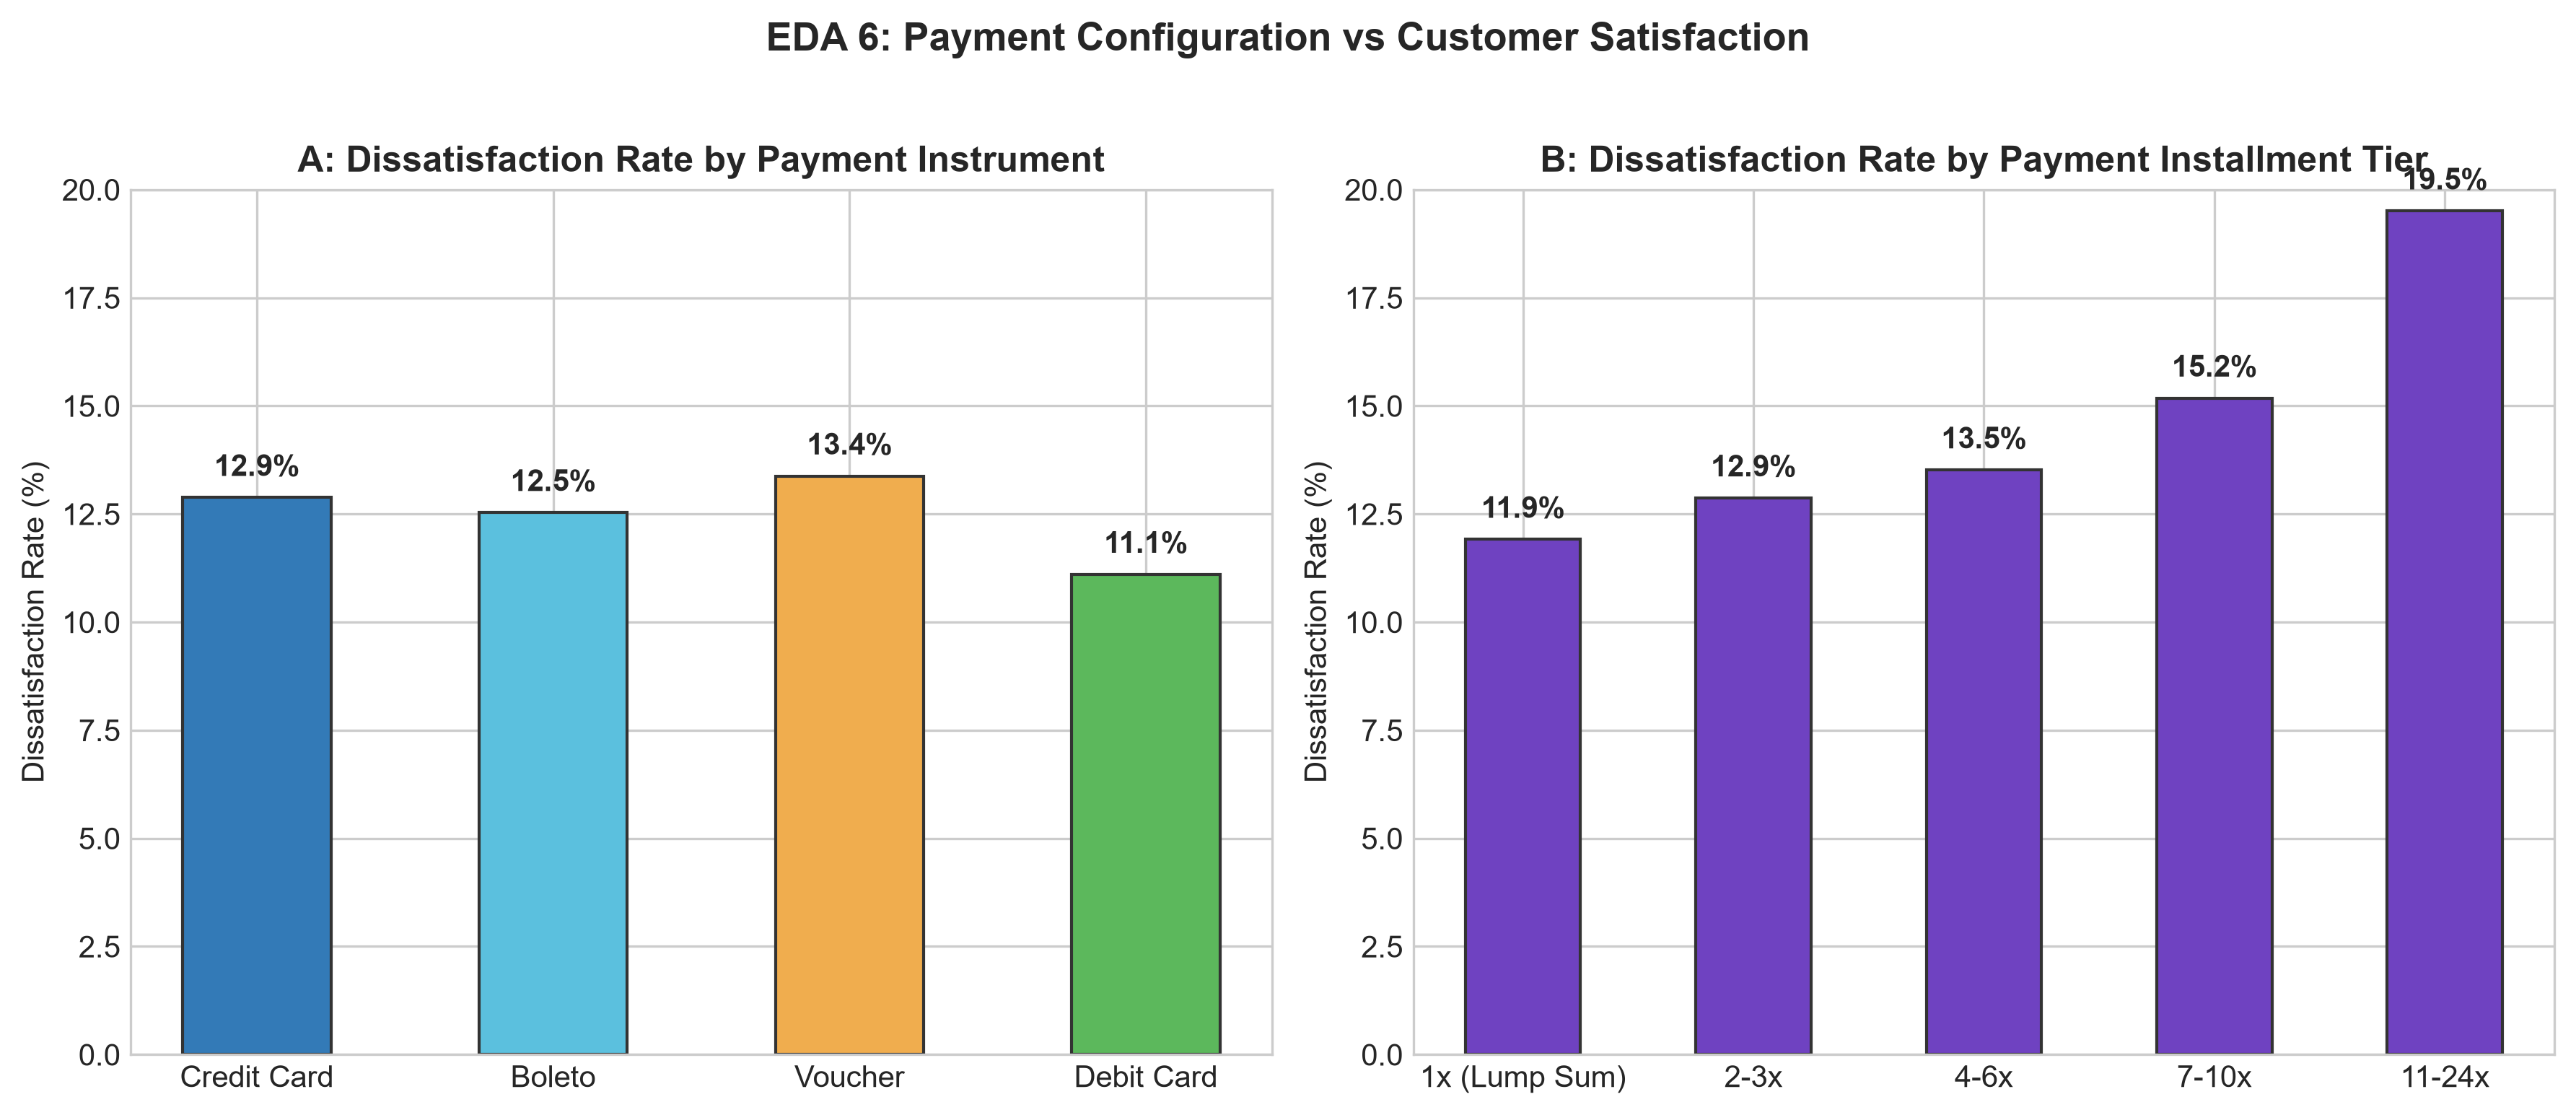 EDA 6: Payment Configuration vs Customer Satisfaction
A: Dissatisfaction Rate by Payment Instrument
Dissatisfaction Rate (%)
20.0
17.5
15.0
12.5
10.0
7.5
5.0
2.5
0.0
12.9%
12.5%
13.4%
11.1%
Credit Card
Boleto
Voucher
Debit Card
B: Dissatisfaction Rate by Payment Installment Tier
Dissatisfaction Rate (%)
20.0
17.5
15.0
12.5
10.0
7.5
5.0
2.5
0.0
11.9%
12.9%
13.5%
15.2%
19.5%
1x (Lump Sum)
2-3x
4-6x
7-10x
11-24x